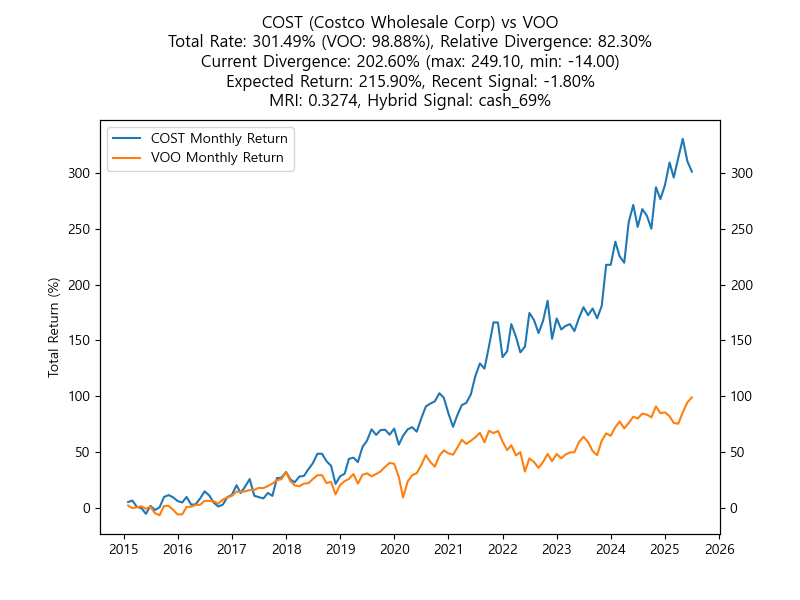 COST (Costco Wholesale Corp) vs VOO
Total Rate: 301.49% (VOO: 98.88%), Relative Divergence: 82.30%
Current Divergence: 202.60% (max: 249.10, min: -14.00)
Expected Return: 215.90%, Recent Signal: -1.80%
MRI: 0.3274, Hybrid Signal: cash_69%
COST Monthly Return
VOO Monthly Return
Total Return (%)
300
250
200
150
100
50
0
300
250
200
150
100
50
0
2015 2016 2017 2018 2019 2020 2021 2022 2023 2024 2025 2026